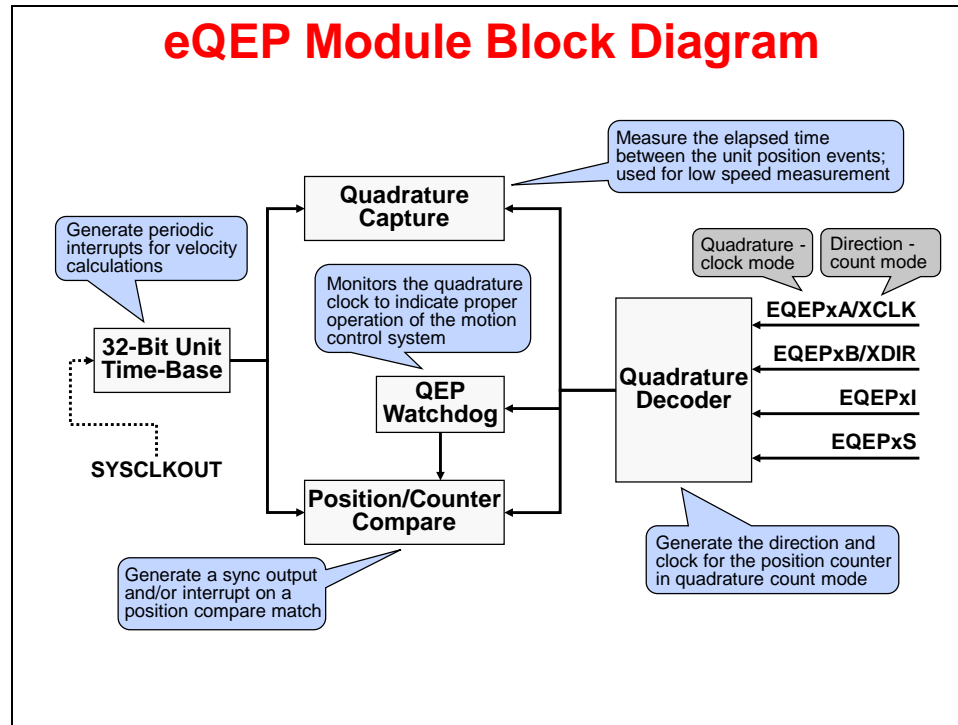 eQEP Module Block Diagram
Measure the elapsed time
between the unit position events;
used for low speed measurement
Quadrature
Capture
Generate periodic
interrupts for velocity
calculations
Quadrature -
clock mode
Direction -
count mode
Monitors the quadrature
clock to indicate proper
operation of the motion
control system
EQEPxA/XCLK
32-Bit Unit
Time-Base
EQEPxB/XDIR
Quadrature
Decoder
QEP
Watchdog
EQEPxI
EQEPxS
SYSCLKOUT
Position/Counter
Compare
Generate the direction and
clock for the position counter
in quadrature count mode
Generate a sync output
and/or interrupt on a
position compare match